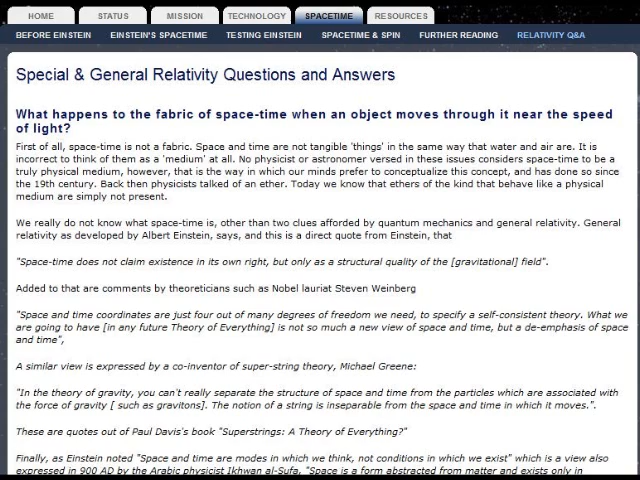 HOME STATUS MISSION TECHNOLOGY SPACETIME RESOURCES
BEFORE EINSTEIN EINSTEIN'S SPACETIME TESTING EINSTEIN SPACETIME & SPIN FURTHER READING RELATIVITY Q&A
Special & General Relativity Questions and Answers
What happens to the fabric of space-time when an object moves through it near the speed
of light?
First of all, space-time is not a fabric. Space and time are not tangible 'things' in the same way that water and air are. It is
incorrect to think of them as a 'medium' at all. No physicist or astronomer versed in these issues considers space-time to be a
truly physical medium, however, that is the way in which our minds prefer to conceptualize this concept, and has done so since
the 19th century. Back then physicists talked of an ether. Today we know that ethers of the kind that behave like a physical
medium are simply not present.
We really do not know what space-time is, other than two clues afforded by quantum mechanics and general relativity. General
relativity as developed by Albert Einstein, says, and this is a direct quote from Einstein, that
"Space-time does not claim existence in its own right, but only as a structural quality of the [gravitational] field".
Added to that are comments by theoreticians such as Nobel lauriat Steven Weinberg
"Space and time coordinates are just four out of many degrees of freedom we need, to specify a self-consistent theory. What we
are going to have [in any future Theory of Everything] is not so much a new view of space and time, but a de-emphasis of space
and time",
A similar view is expressed by a co-inventor of super-string theory, Michael Greene:
"In the theory of gravity, you can't really separate the structure of space and time from the particles which are associated with
the force of gravity [ such as gravitons]. The notion of a string is inseparable from the space and time in which it moves.".
These are quotes out of Paul Davis's book "Superstrings: A Theory of Everything?"
Finally, as Einstein noted "Space and time are modes in which we think, not conditions in which we exist" which is a view also
expressed in 900 AD by the Arabic physicist Ikhwan al-Sufa, "Space is a form abstracted from matter and exists only in